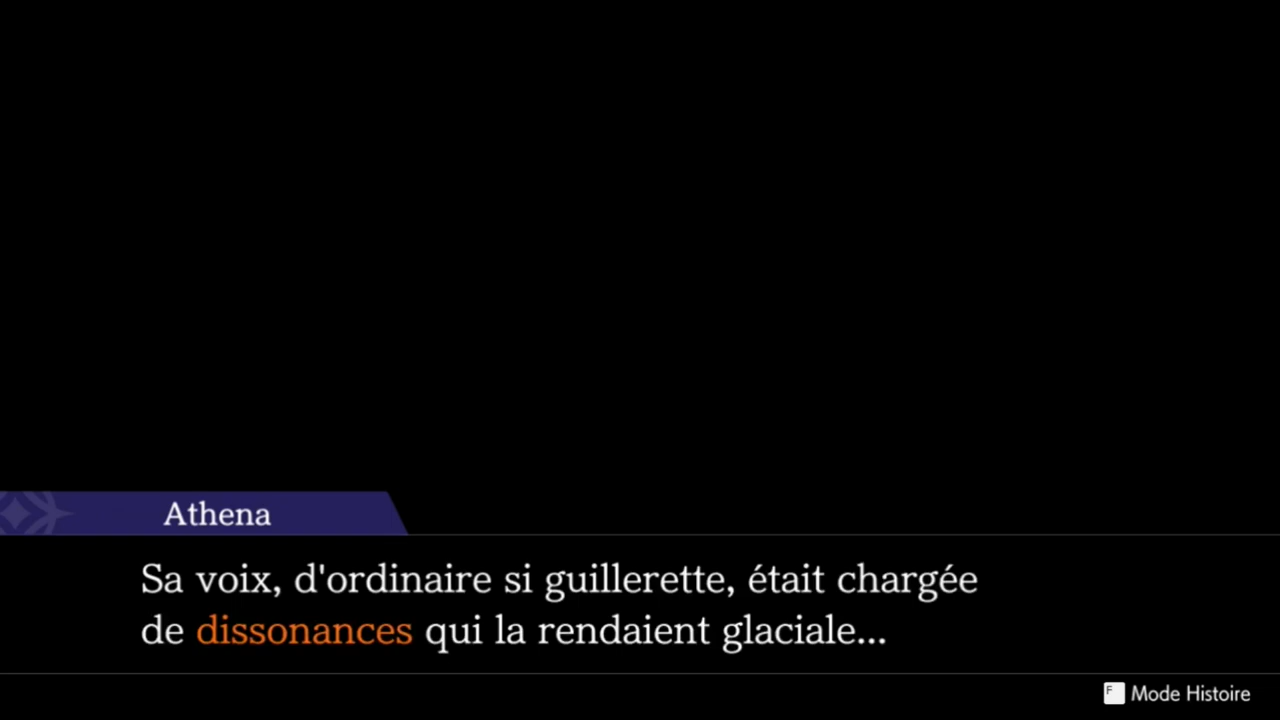 Athena
Sa voix, d'ordinaire si guillerette, était chargée
de dissonances qui la rendaient glaciale...
F Mode Histoire